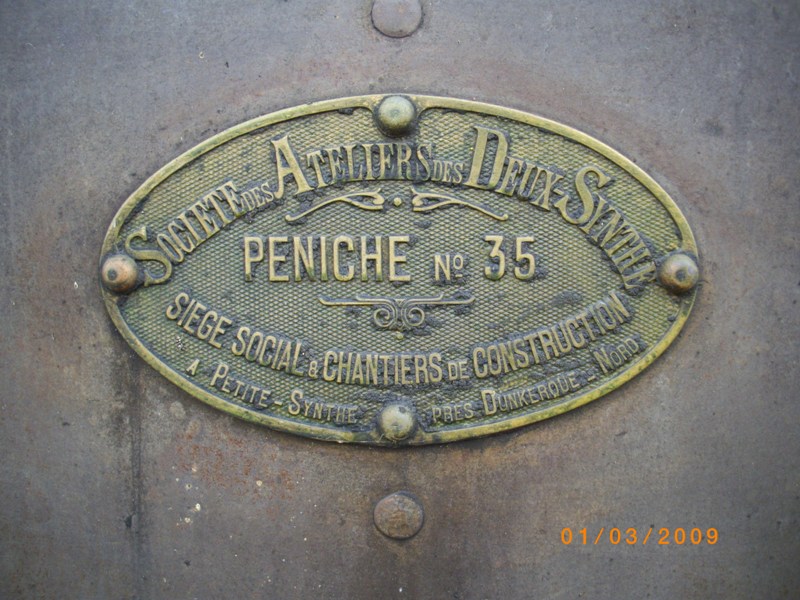 SOCIETE DES ATELIERS DES DEUX-SYNTHE
PENICHE No 35
SIEGE SOCIAL & CHANTIERS DE CONSTRUCTION
A PETITE-SYNTHE PRES DUNKERQUE - NORD
01/03/2009